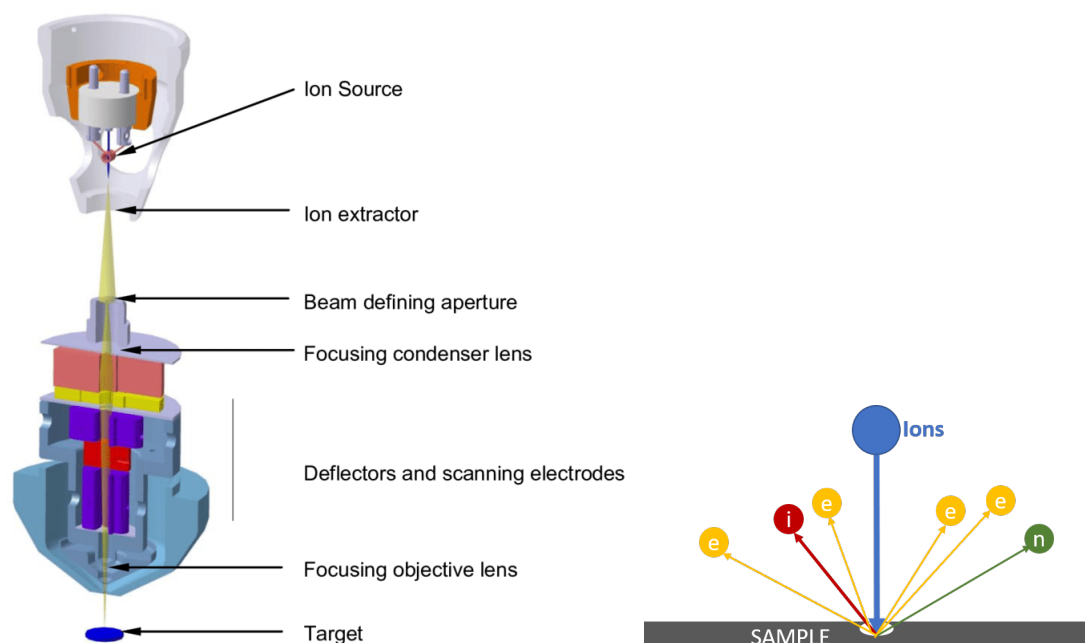 Ion Source
Ion extractor
Beam defining aperture
Focusing condenser lens
Deflectors and scanning electrodes
Focusing objective lens
Target
Ions
e
i
e
e
e
n
SAMPLE